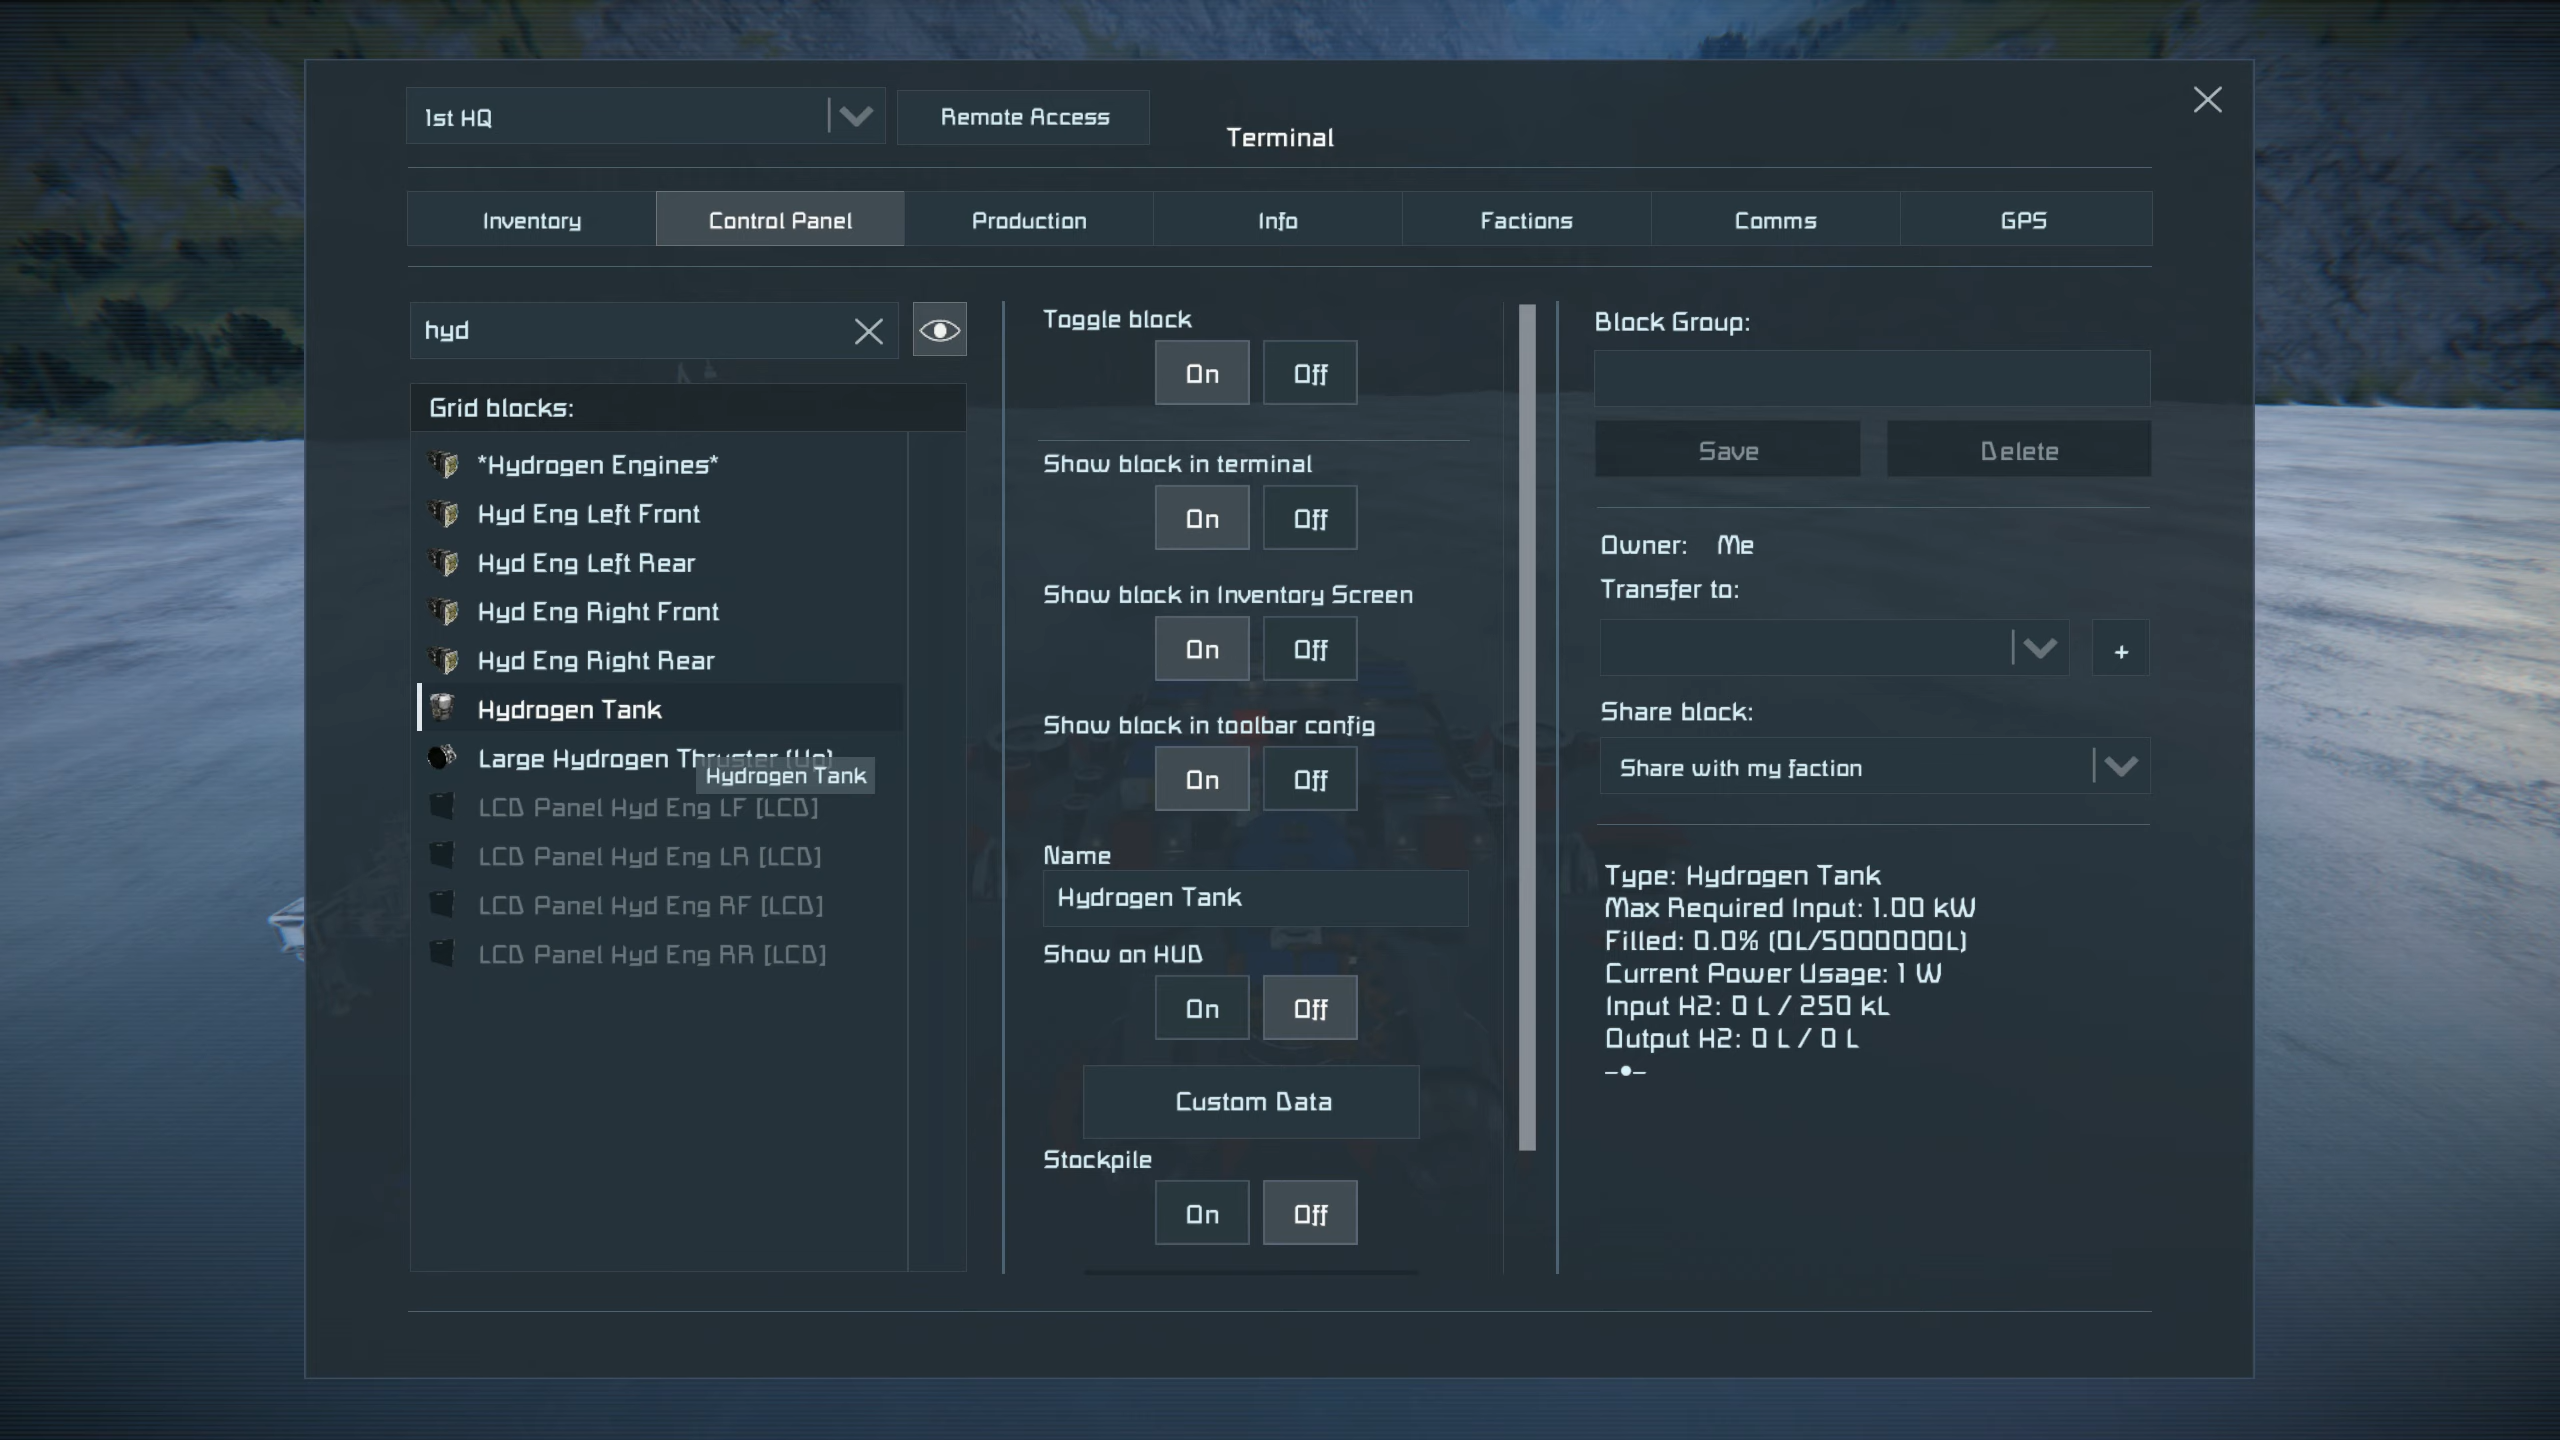 1st HQ
Remote Access
Terminal
Inventory
Control Panel
Production
Info
Factions
Comms
GPS
hyd
Grid blocks:
*Hydrogen Engines*
Hyd Eng Left Front
Hyd Eng Left Rear
Hyd Eng Right Front
Hyd Eng Right Rear
Hydrogen Tank
Large Hydrogen Thruster (Up)
Hydrogen Tank
LCD Panel Hyd Eng LF [LCD]
LCD Panel Hyd Eng LR [LCD]
LCD Panel Hyd Eng RF [LCD]
LCD Panel Hyd Eng RR [LCD]
Toggle block
On Off
Show block in terminal
On Off
Show block in Inventory Screen
On Off
Show block in toolbar config
On Off
Name
Hydrogen Tank
Show on HUD
On Off
Custom Data
Stockpile
On Off
Block Group:
Save Delete
Owner: Me
Transfer to:
+
Share block:
Share with my faction
Type: Hydrogen Tank
Max Required Input: 1.00 kW
Filled: 0.0% (0L/5000000L)
Current Power Usage: 1 W
Input H2: 0 L / 250 kL
Output H2: 0 L / 0 L
–•–